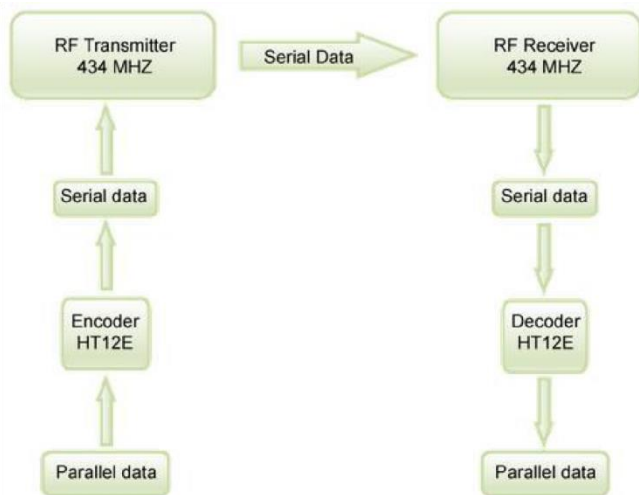 RF Transmitter
434 MHZ
Serial Data
RF Receiver
434 MHZ
Serial data
Serial data
Encoder
HT12E
Decoder
HT12E
Parallel data
Parallel data